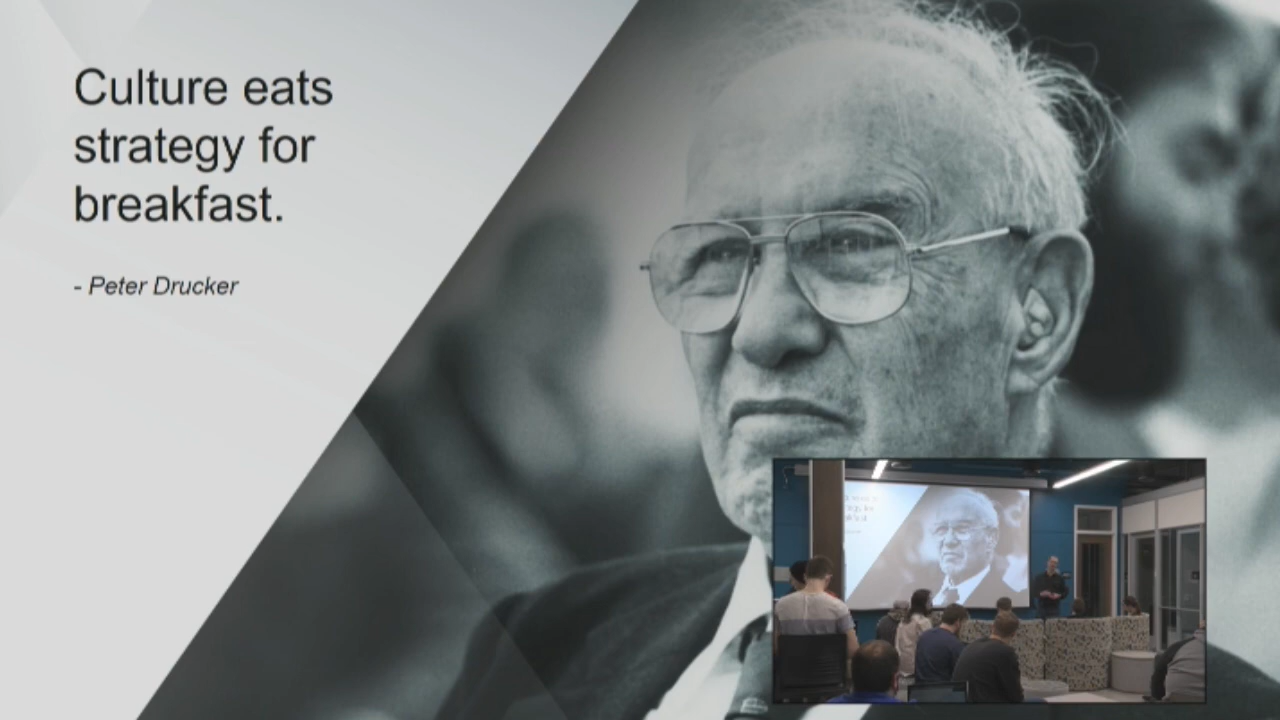 Culture eats
strategy for
breakfast.
- Peter Drucker